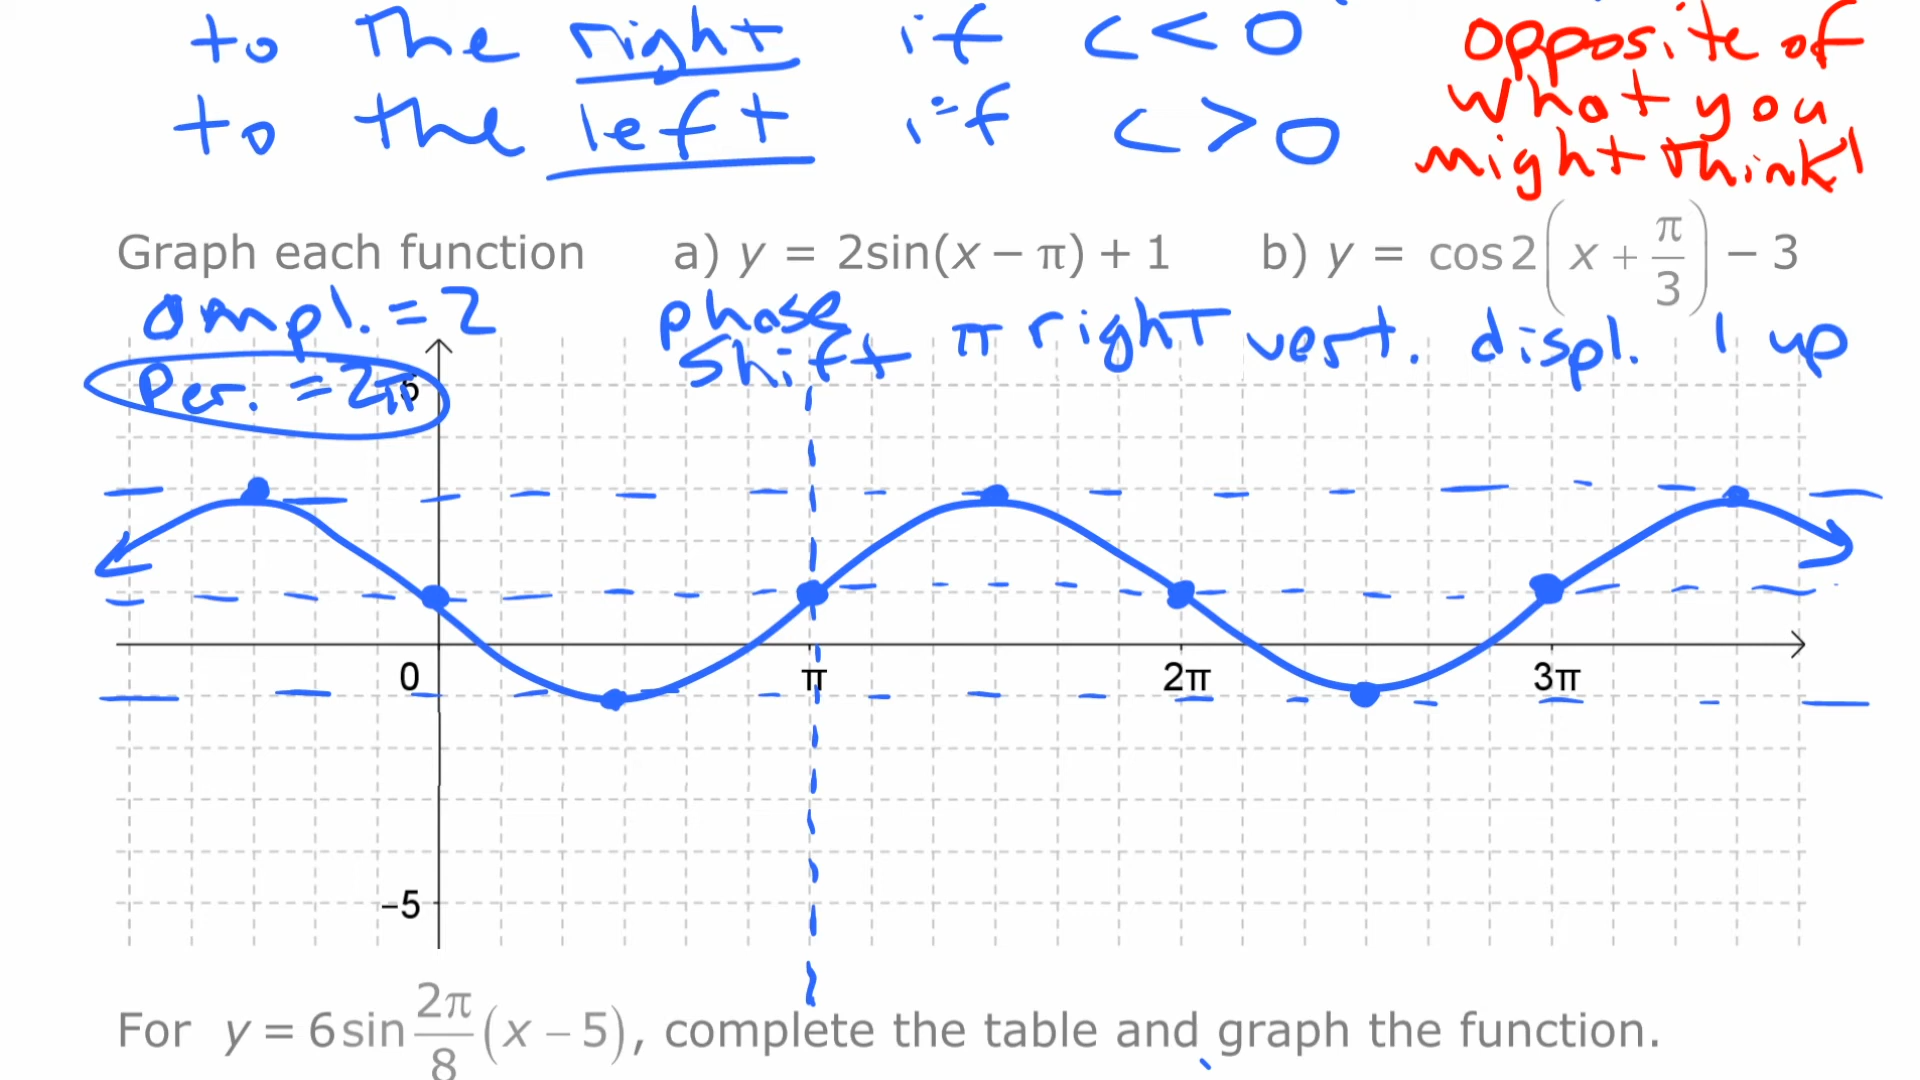 to the right if c < 0
to the left if c > 0
opposite of
what you
might think!
Graph each function a) y = 2sin(x − π) + 1 b) y = cos2(x + π/3) − 3
ampl. = 2
Per. = 2π
phase
shift π right vert. displ. 1 up
5
0 π 2π 3π
−5
For y = 6 sin 2π/8 (x − 5), complete the table and graph the function.